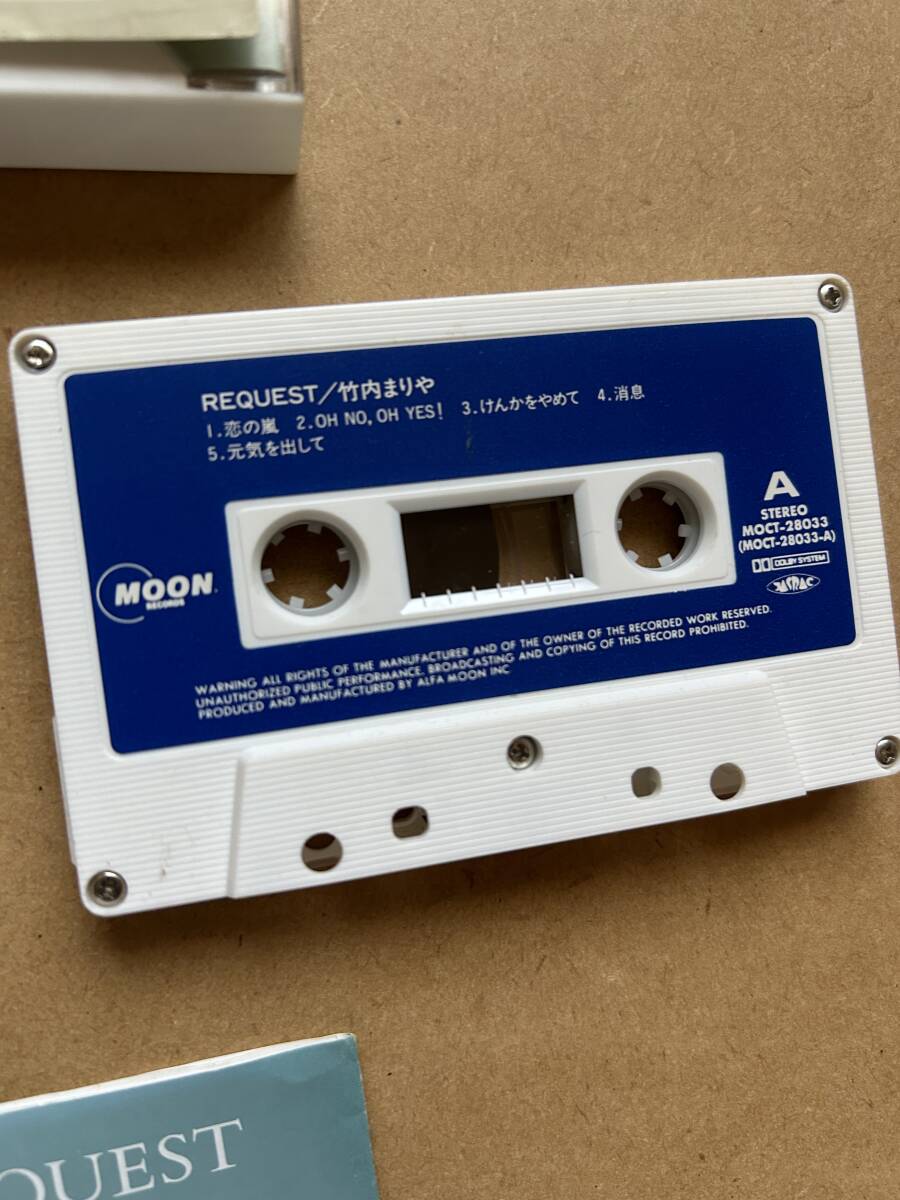 REQUEST/竹内まりや
1.恋の嵐 2.OH NO, OH YES! 3.けんかをやめて 4.消息
5.元気を出して
A
STEREO
MOCT-28033
(MOCT-28033-A)
DOLBY SYSTEM
JASRAC
MOON
RECORDS
WARNING ALL RIGHTS OF THE MANUFACTURER AND OF THE OWNER OF THE RECORDED WORK RESERVED.
UNAUTHORIZED PUBLIC PERFORMANCE, BROADCASTING AND COPYING OF THIS RECORD PROHIBITED.
PRODUCED AND MANUFACTURED BY ALFA MOON INC
QUEST